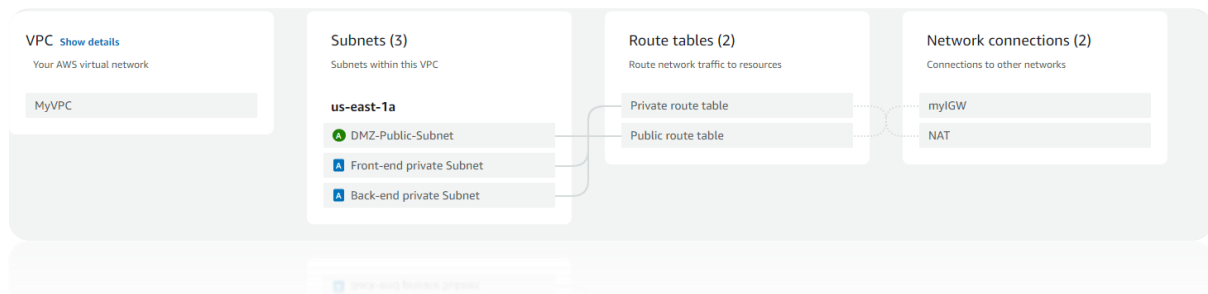 VPC Show details
Your AWS virtual network
MyVPC
Subnets (3)
Subnets within this VPC
us-east-1a
A DMZ-Public-Subnet
A Front-end private Subnet
A Back-end private Subnet
Route tables (2)
Route network traffic to resources
Private route table
Public route table
Network connections (2)
Connections to other networks
myIGW
NAT